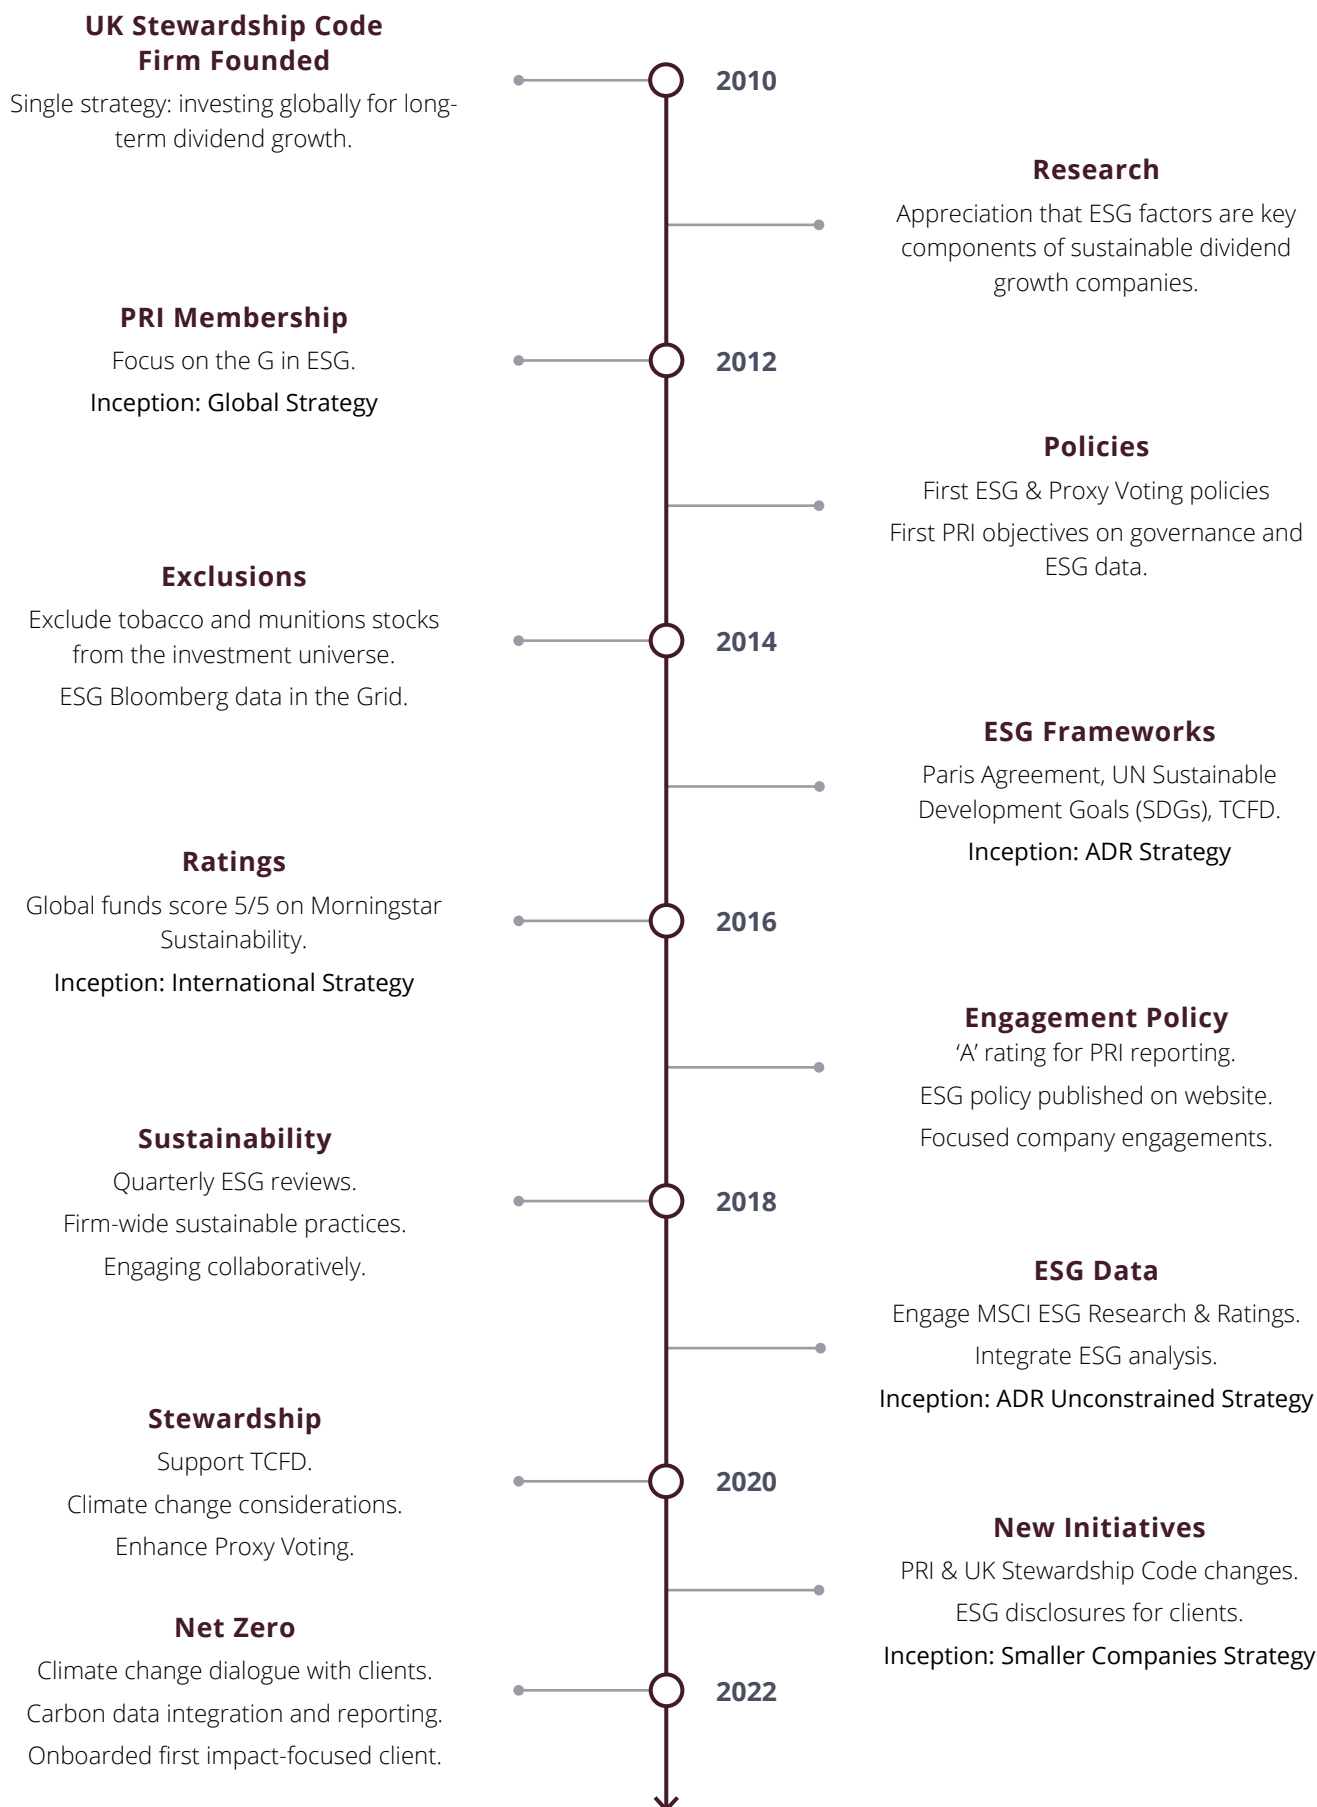 UK Stewardship Code
Firm Founded
Single strategy: investing globally for long-
term dividend growth.
2010
Research
Appreciation that ESG factors are key
components of sustainable dividend
growth companies.
PRI Membership
Focus on the G in ESG.
Inception: Global Strategy
2012
Policies
First ESG & Proxy Voting policies
First PRI objectives on governance and
ESG data.
Exclusions
Exclude tobacco and munitions stocks
from the investment universe.
ESG Bloomberg data in the Grid.
2014
ESG Frameworks
Paris Agreement, UN Sustainable
Development Goals (SDGs), TCFD.
Inception: ADR Strategy
Ratings
Global funds score 5/5 on Morningstar
Sustainability.
Inception: International Strategy
2016
Engagement Policy
‘A’ rating for PRI reporting.
ESG policy published on website.
Focused company engagements.
Sustainability
Quarterly ESG reviews.
Firm-wide sustainable practices.
Engaging collaboratively.
2018
ESG Data
Engage MSCI ESG Research & Ratings.
Integrate ESG analysis.
Inception: ADR Unconstrained Strategy
Stewardship
Support TCFD.
Climate change considerations.
Enhance Proxy Voting.
2020
New Initiatives
PRI & UK Stewardship Code changes.
ESG disclosures for clients.
Inception: Smaller Companies Strategy
Net Zero
Climate change dialogue with clients.
Carbon data integration and reporting.
Onboarded first impact-focused client.
2022